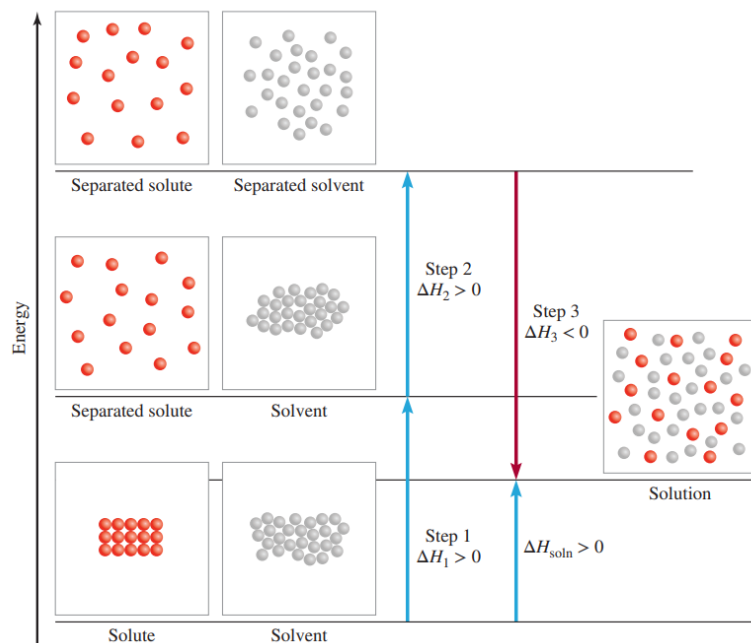 Energy
Separated solute
Separated solvent
Step 2
ΔH₂ > 0
Step 3
ΔH₃ < 0
Separated solute
Solvent
Solution
Step 1
ΔH₁ > 0
ΔHsoln > 0
Solute
Solvent